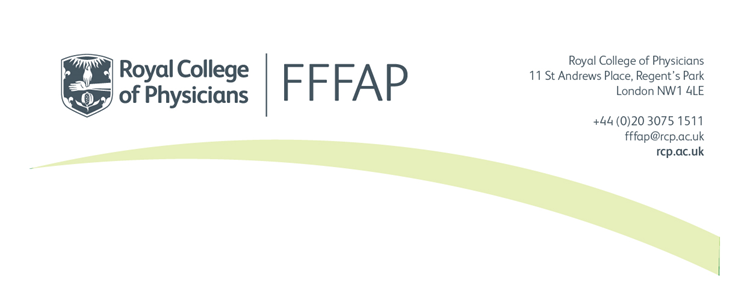 Royal College
of Physicians
FFFAP
Royal College of Physicians
11 St Andrews Place, Regent's Park
London NW1 4LE
+44 (0)20 3075 1511
fffap@rcp.ac.uk
rcp.ac.uk